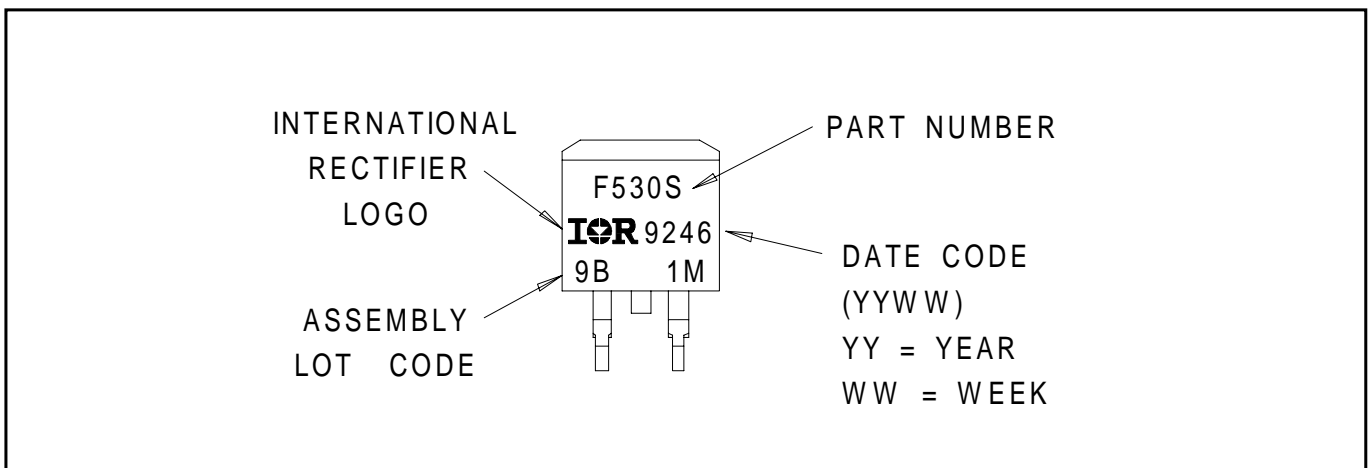 INTERNATIONAL
RECTIFIER
LOGO
ASSEMBLY
LOT CODE
F530S
IOR 9246
9B 1M
PART NUMBER
DATE CODE
(YYWW)
YY = YEAR
WW = WEEK